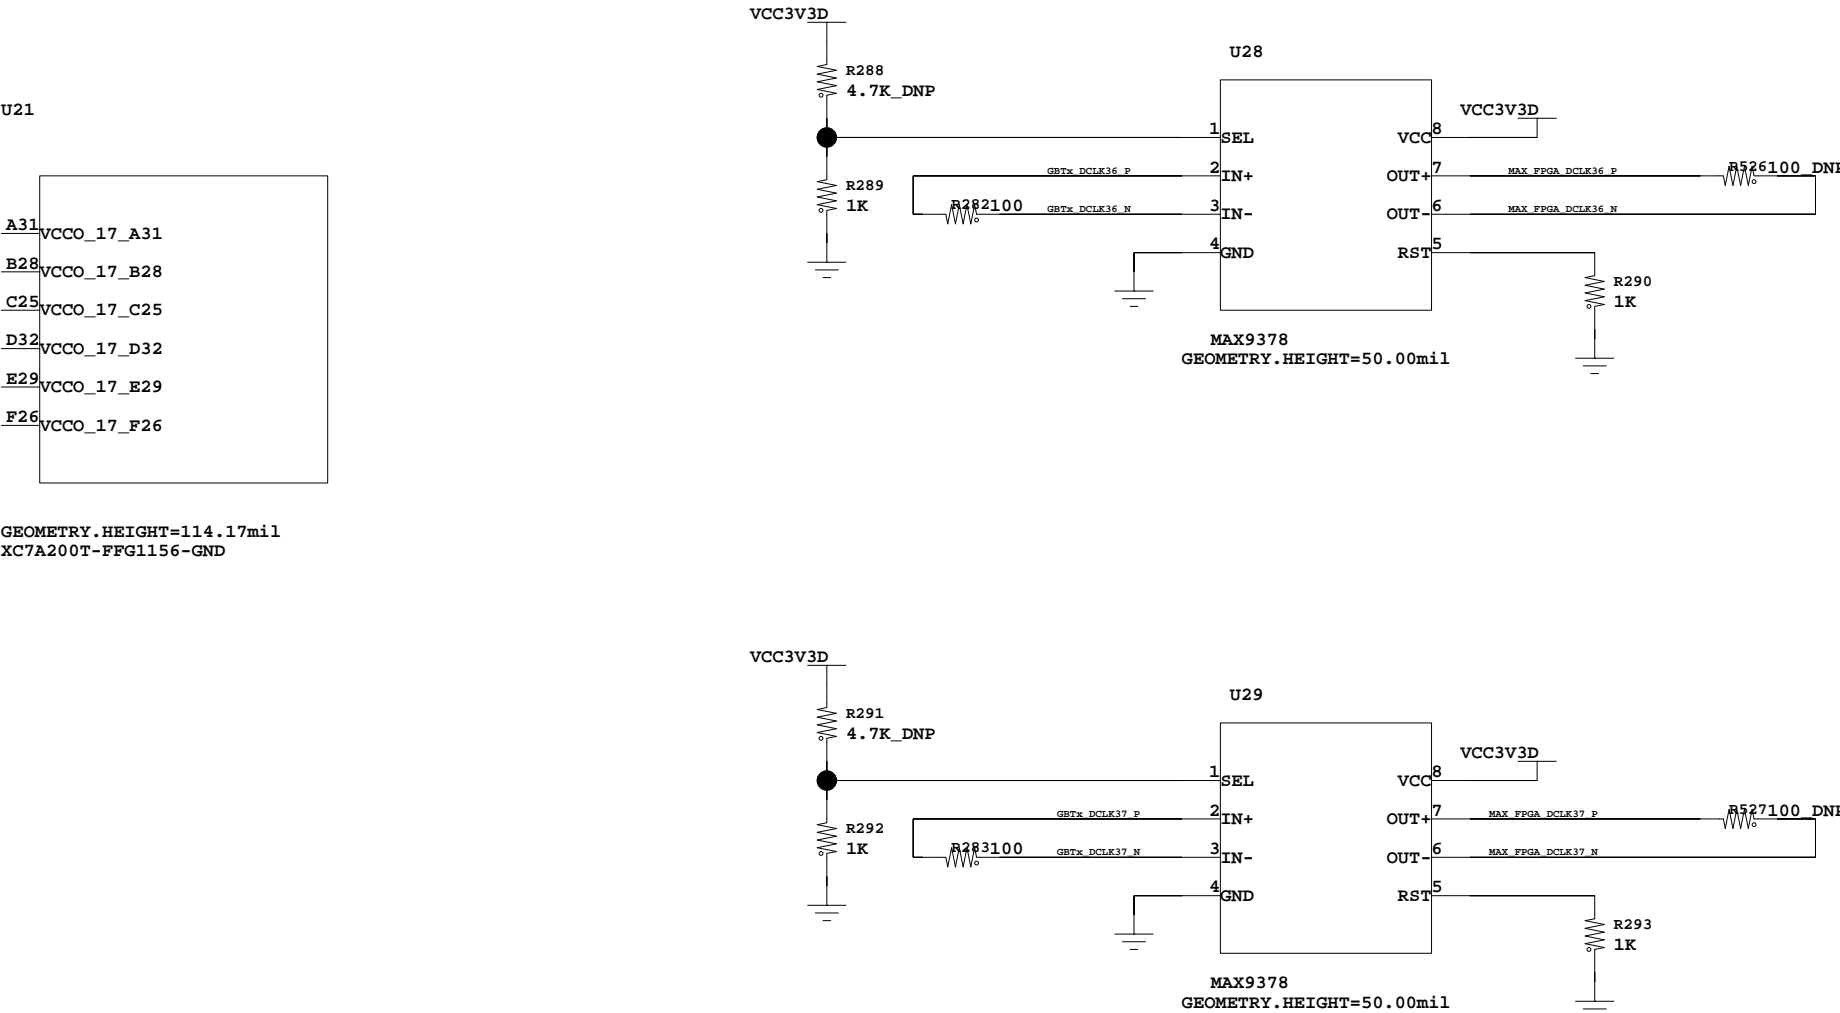 U21
A31 VCCO_17_A31
B28 VCCO_17_B28
C25 VCCO_17_C25
D32 VCCO_17_D32
E29 VCCO_17_E29
F26 VCCO_17_F26
GEOMETRY.HEIGHT=114.17mil
XC7A200T-FFG1156-GND
VCC3V3D
R288
4.7K_DNP
R289
1K
U28
VCC3V3D
1 SEL
VCC 8
GBTx_DCLK36_P
2 IN+
OUT+ 7
MAX_FPGA_DCLK36_P
R526 100_DNP
R282 100
GBTx_DCLK36_N
3 IN-
OUT- 6
MAX_FPGA_DCLK36_N
4 GND
RST 5
R290
1K
MAX9378
GEOMETRY.HEIGHT=50.00mil
VCC3V3D
R291
4.7K_DNP
R292
1K
U29
VCC3V3D
1 SEL
VCC 8
GBTx_DCLK37_P
2 IN+
OUT+ 7
MAX_FPGA_DCLK37_P
R527 100_DNP
R283 100
GBTx_DCLK37_N
3 IN-
OUT- 6
MAX_FPGA_DCLK37_N
4 GND
RST 5
R293
1K
MAX9378
GEOMETRY.HEIGHT=50.00mil